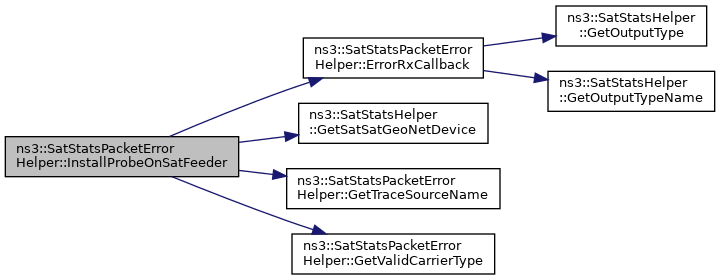 ns3::SatStatsPacketError
Helper::InstallProbeOnSatFeeder
ns3::SatStatsPacketError
Helper::ErrorRxCallback
ns3::SatStatsHelper
::GetOutputType
ns3::SatStatsHelper
::GetOutputTypeName
ns3::SatStatsHelper
::GetSatSatGeoNetDevice
ns3::SatStatsPacketError
Helper::GetTraceSourceName
ns3::SatStatsPacketError
Helper::GetValidCarrierType